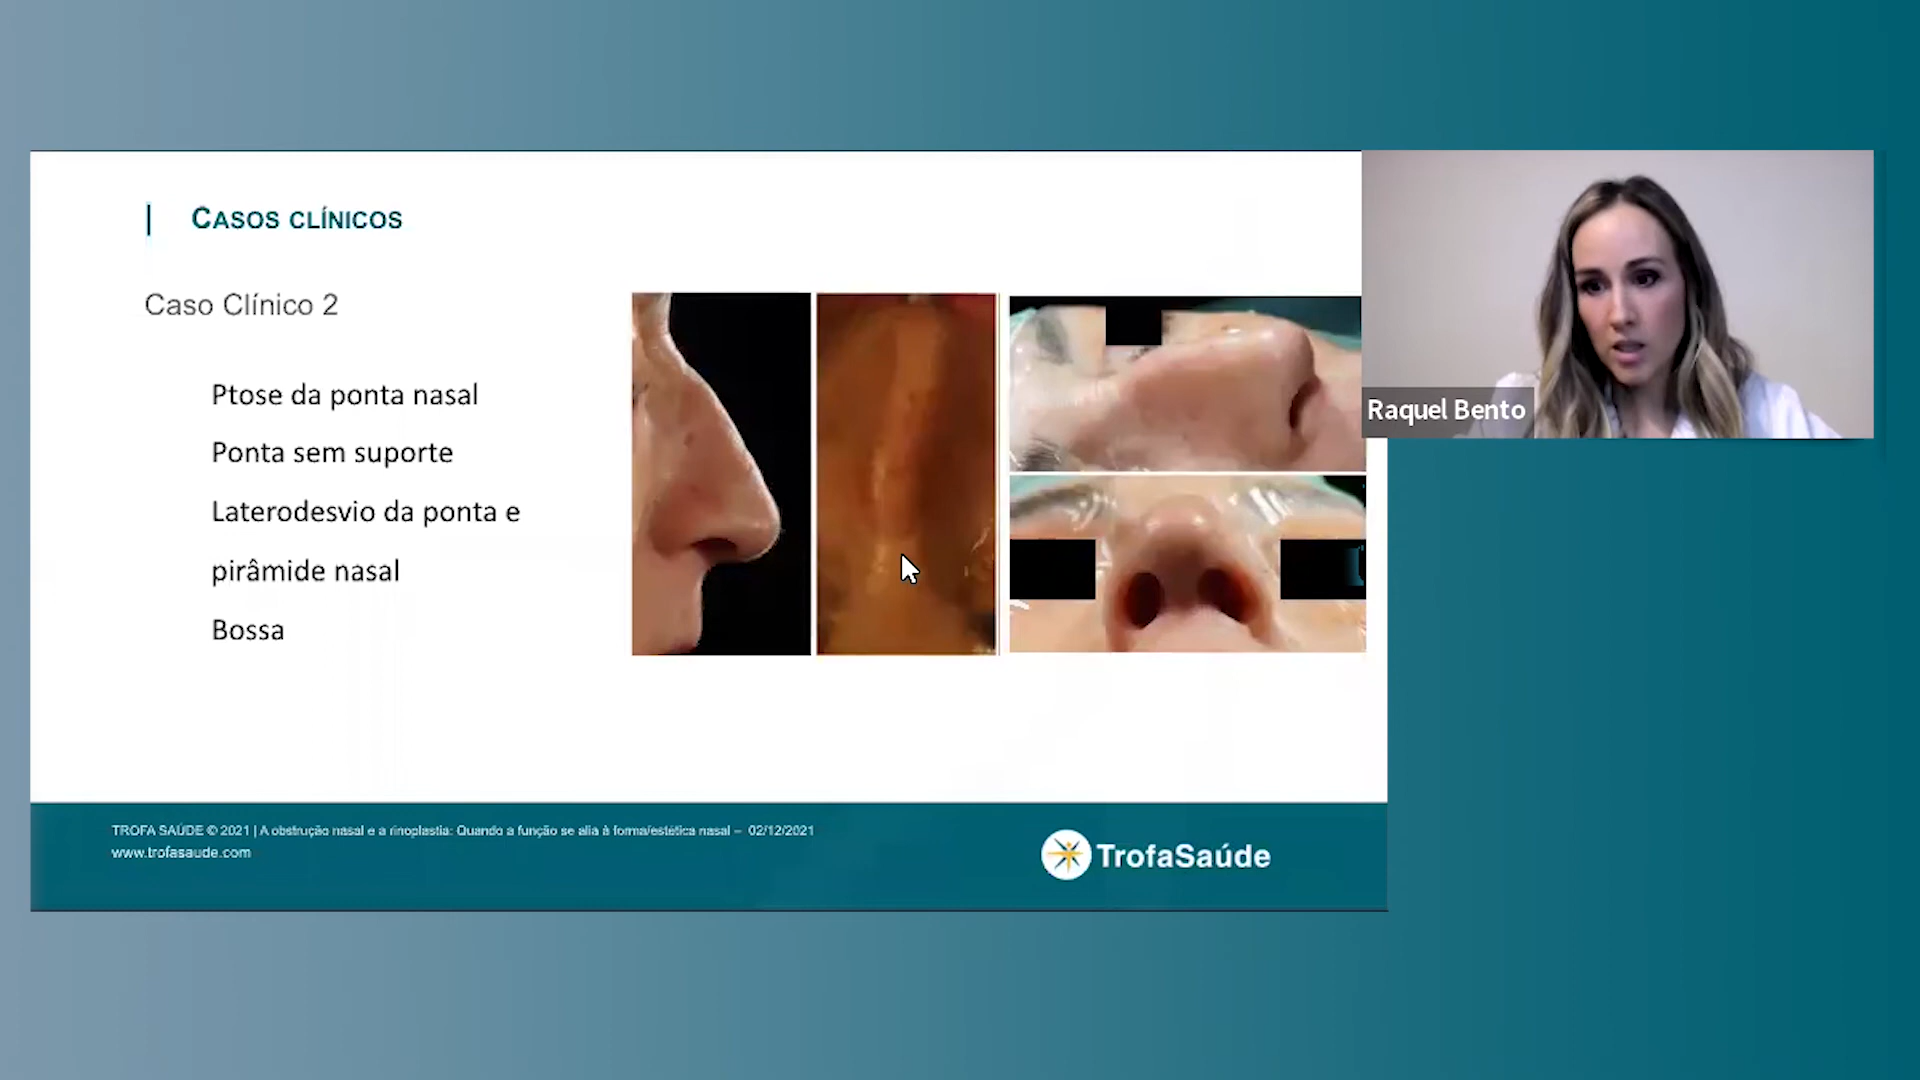 CASOS CLÍNICOS
Caso Clínico 2
Ptose da ponta nasal
Ponta sem suporte
Laterodesvio da ponta e
pirâmide nasal
Bossa
Raquel Bento
TROFA SAÚDE © 2021 | A obstrução nasal e a rinoplastia: Quando a função se alia à forma/estética nasal – 02/12/2021
www.trofasaude.com
TrofaSaúde